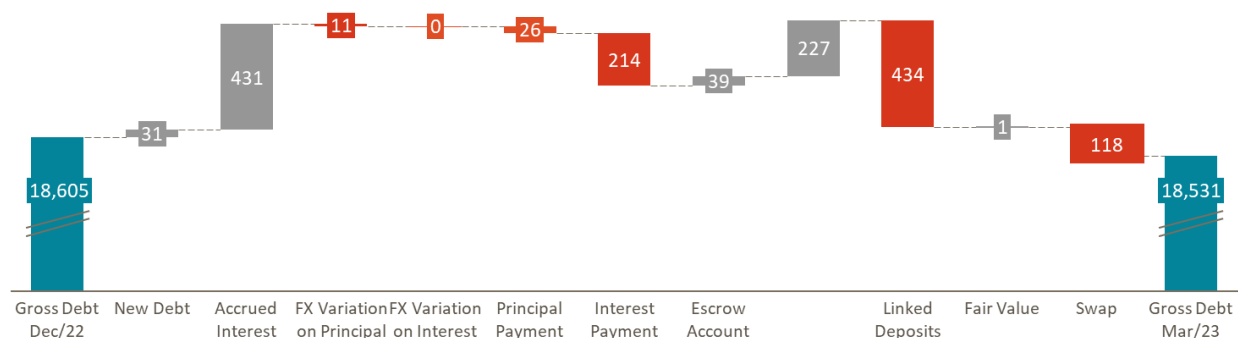 11
0
26
431
214
227
434
39
31
1
118
18,605
18,531
Gross Debt
Dec/22
New Debt
Accrued
Interest
FX Variation
on Principal
FX Variation
on Interest
Principal
Payment
Interest
Payment
Escrow
Account
Linked
Deposits
Fair Value
Swap
Gross Debt
Mar/23